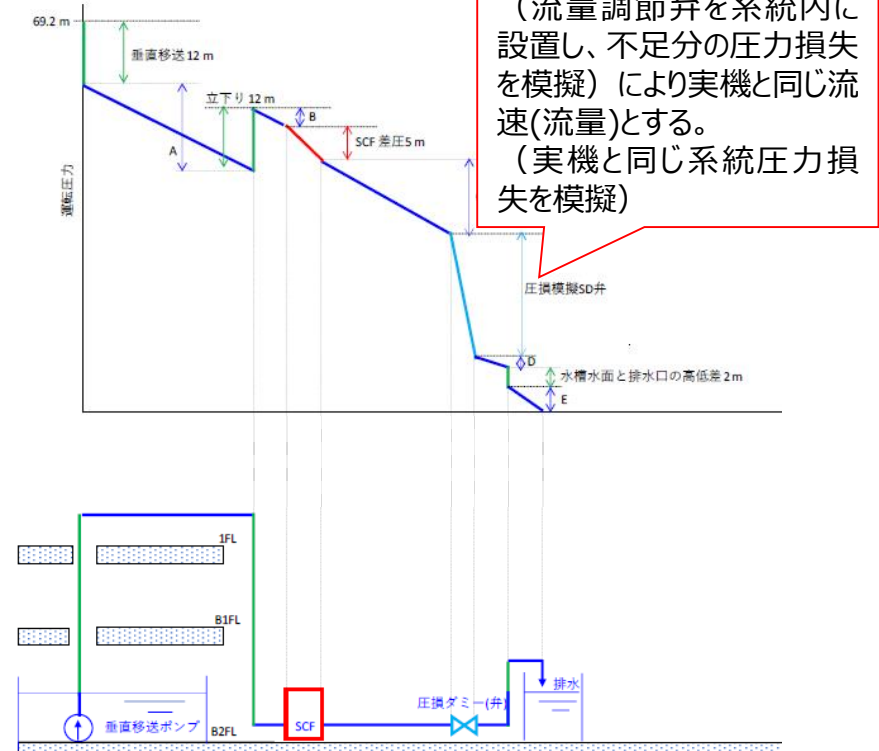 （流量調節弁を系統内に
設置し、不足分の圧力損失
を模擬）により実機と同じ流
速(流量)とする。
（実機と同じ系統圧力損
失を模擬）
69.2 m
垂直移送12 m
立下り 12 m
B
SCF 差圧5 m
A
運転圧力
圧損模擬SD弁
D
水槽水面と排水口の高低差2m
E
1FL
B1FL
排水
圧損ダミー(弁)
垂直移送ポンプ
B2FL
SCF